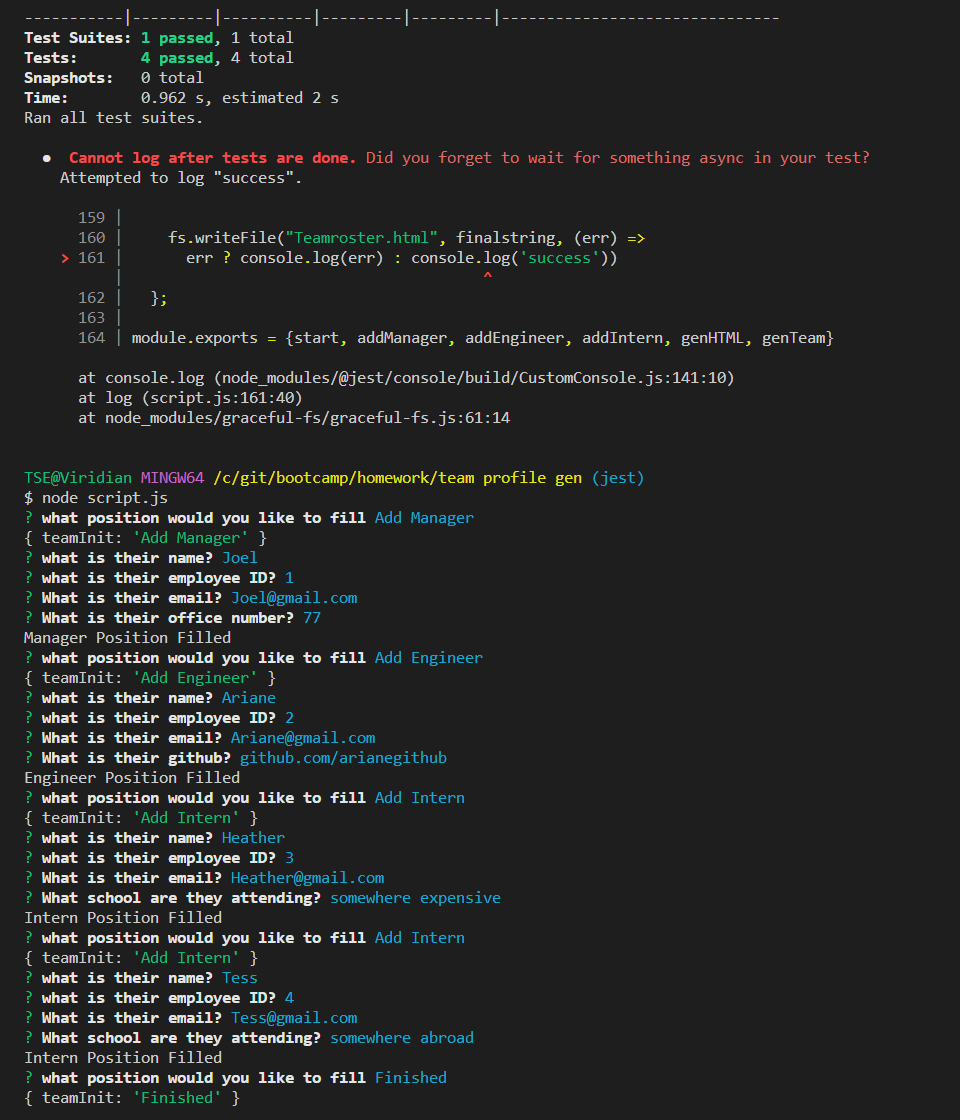 -----------|---------|----------|---------|---------|-------------------------------
Test Suites: 1 passed, 1 total
Tests:       4 passed, 4 total
Snapshots:   0 total
Time:        0.962 s, estimated 2 s
Ran all test suites.
  ●  Cannot log after tests are done. Did you forget to wait for something async in your test?
    Attempted to log "success".
      159 |
      160 |     fs.writeFile("Teamroster.html", finalstring, (err) =>
    > 161 |       err ? console.log(err) : console.log('success'))
          |                                        ^
      162 |   };
      163 |
      164 | module.exports = {start, addManager, addEngineer, addIntern, genHTML, genTeam}
      at console.log (node_modules/@jest/console/build/CustomConsole.js:141:10)
      at log (script.js:161:40)
      at node_modules/graceful-fs/graceful-fs.js:61:14
TSE@Viridian MINGW64 /c/git/bootcamp/homework/team profile gen (jest)
$ node script.js
? what position would you like to fill Add Manager
{ teamInit: 'Add Manager' }
? what is their name? Joel
? what is their employee ID? 1
? What is their email? Joel@gmail.com
? What is their office number? 77
Manager Position Filled
? what position would you like to fill Add Engineer
{ teamInit: 'Add Engineer' }
? what is their name? Ariane
? what is their employee ID? 2
? What is their email? Ariane@gmail.com
? What is their github? github.com/arianegithub
Engineer Position Filled
? what position would you like to fill Add Intern
{ teamInit: 'Add Intern' }
? what is their name? Heather
? what is their employee ID? 3
? What is their email? Heather@gmail.com
? What school are they attending? somewhere expensive
Intern Position Filled
? what position would you like to fill Add Intern
{ teamInit: 'Add Intern' }
? what is their name? Tess
? what is their employee ID? 4
? What is their email? Tess@gmail.com
? What school are they attending? somewhere abroad
Intern Position Filled
? what position would you like to fill Finished
{ teamInit: 'Finished' }